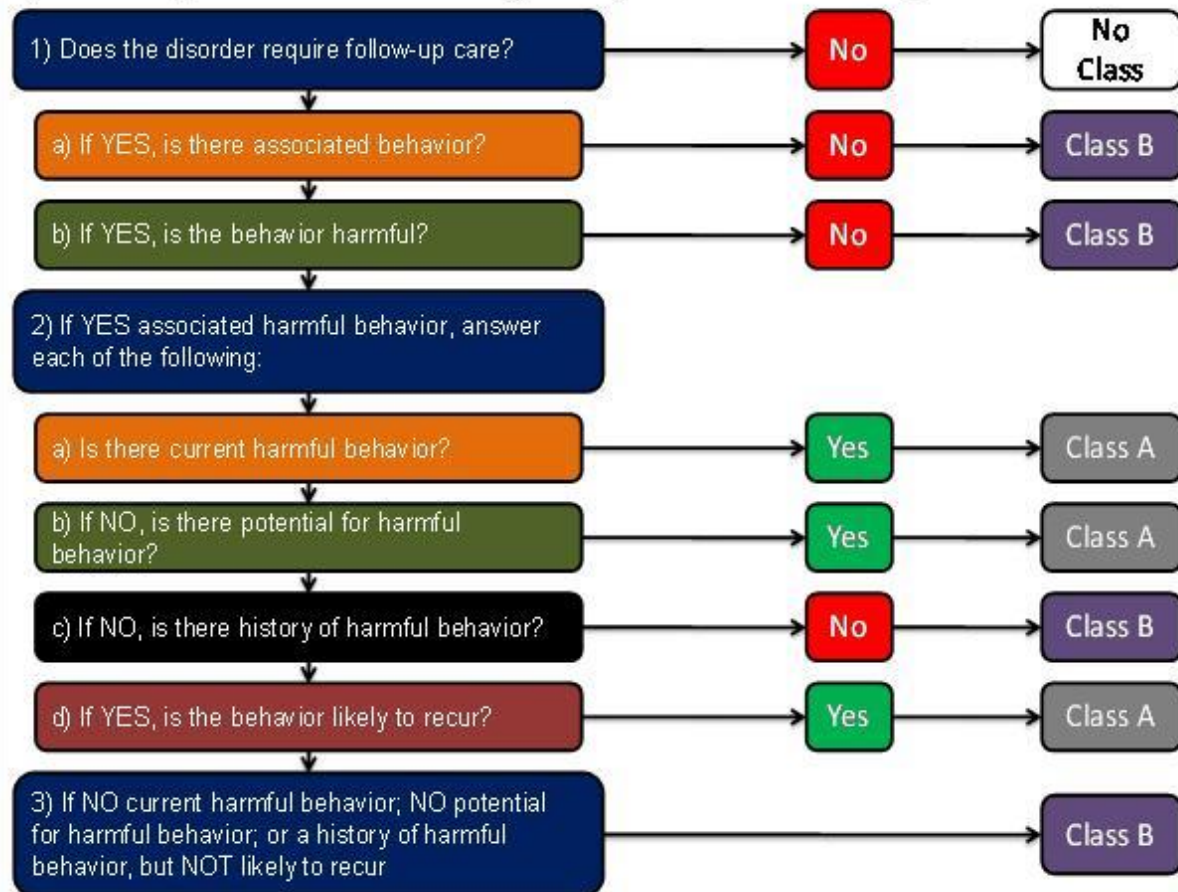 1) Does the disorder require follow-up care?
No
No
Class
a) If YES, is there associated behavior?
No
Class B
b) If YES, is the behavior harmful?
No
Class B
2) If YES associated harmful behavior, answer
each of the following:
a) Is there current harmful behavior?
Yes
Class A
b) If NO, is there potential for harmful
behavior?
Yes
Class A
c) If NO, is there history of harmful behavior?
No
Class B
d) If YES, is the behavior likely to recur?
Yes
Class A
3) If NO current harmful behavior; NO potential
for harmful behavior; or a history of harmful
behavior, but NOT likely to recur
Class B